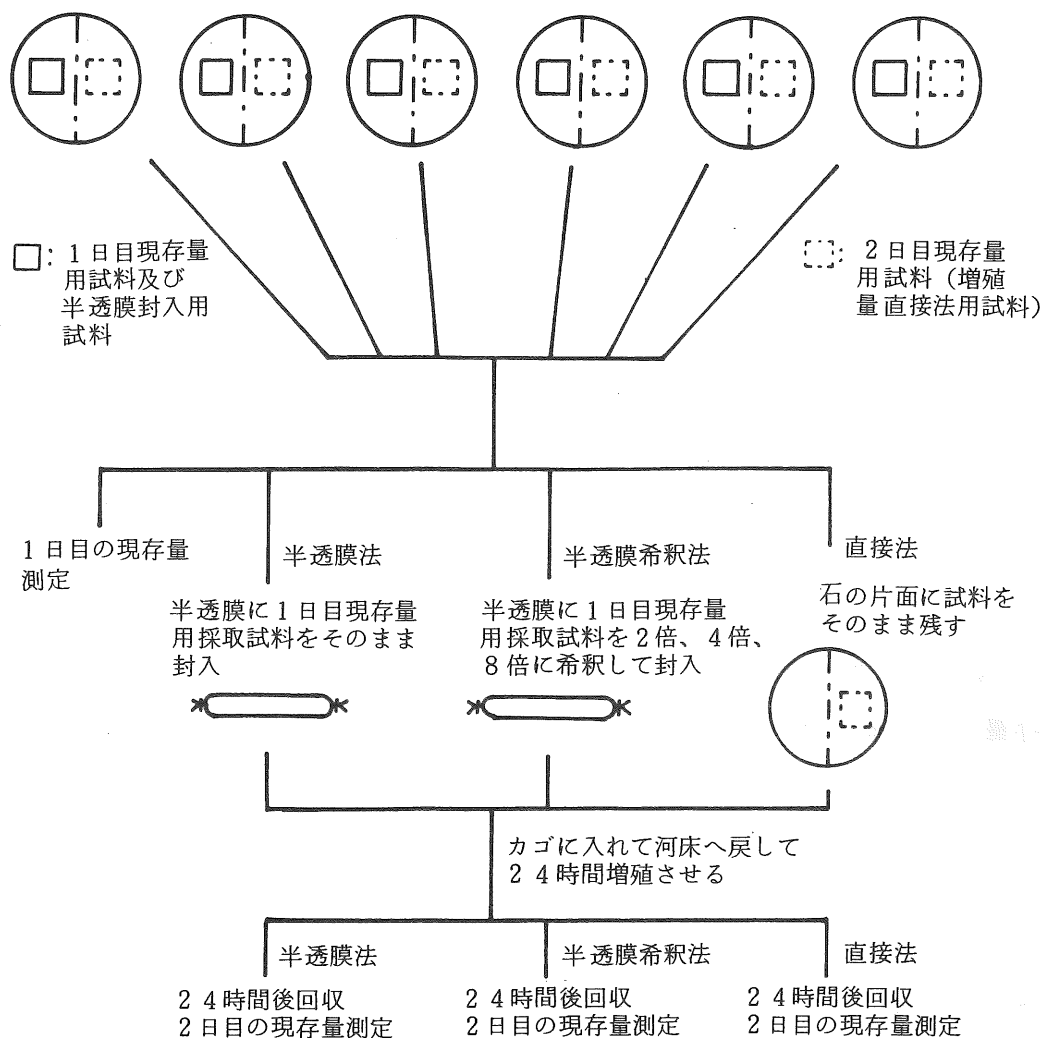 □: 1日目現存量
用試料及び
半透膜封入用
試料
2日目現存量
用試料（増殖
量直接法用試料）
1日目の現存量
測定
半透膜法
半透膜に1日目現存量
用採取試料をそのまま
封入
半透膜希釈法
半透膜に1日目現存量
用採取試料を2倍、4倍、
8倍に希釈して封入
直接法
石の片面に試料を
そのまま残す
カゴに入れて河床へ戻して
24時間増殖させる
半透膜法
24時間後回収
2日目の現存量測定
半透膜希釈法
24時間後回収
2日目の現存量測定
直接法
24時間後回収
2日目の現存量測定